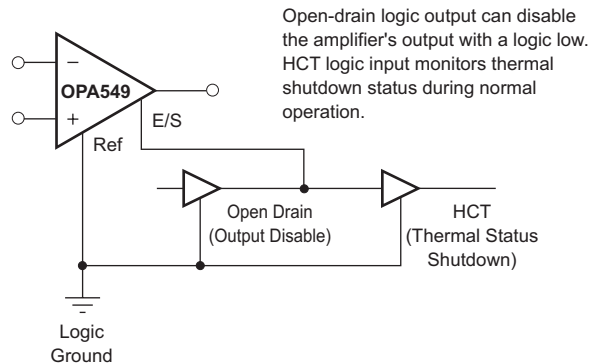 Open-drain logic output can disable
the amplifier's output with a logic low.
HCT logic input monitors thermal
shutdown status during normal
operation.
−
OPA549
+
E/S
Ref
Open Drain
(Output Disable)
HCT
(Thermal Status
Shutdown)
Logic
Ground